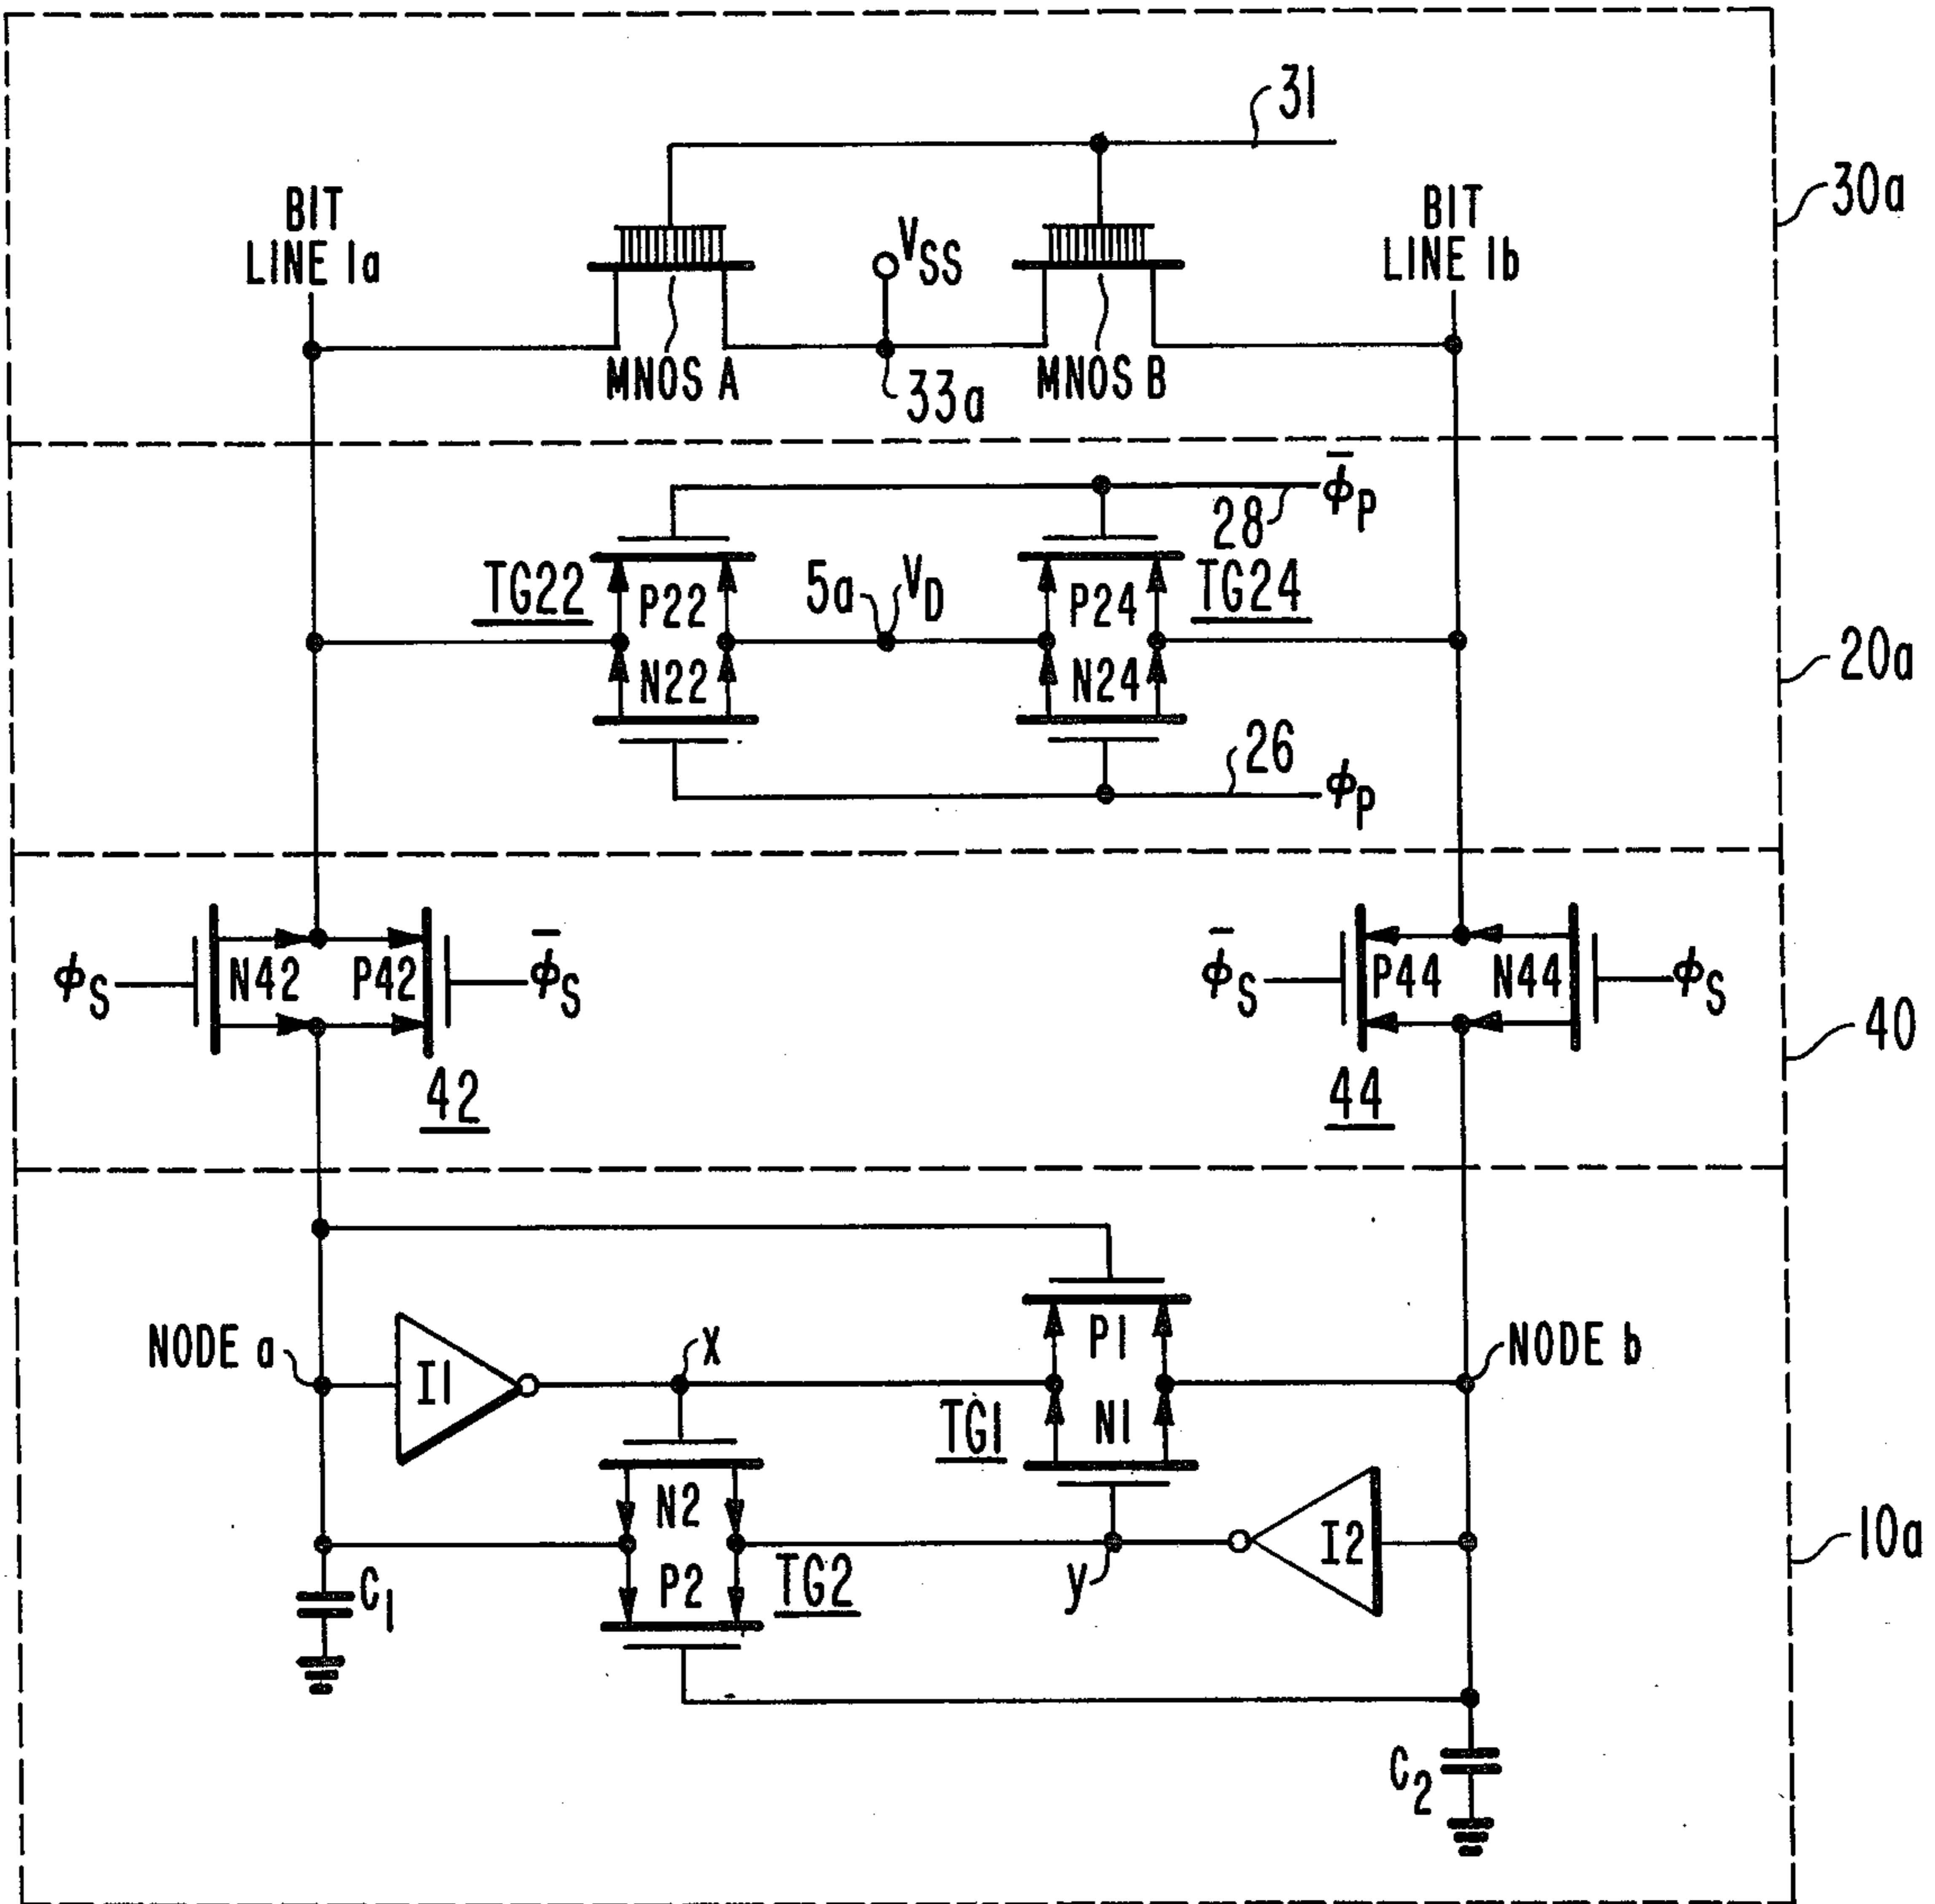 31
30a
BIT
LINE 1a
BIT
LINE 1b
VSS
MNOS A
33a
MNOS B
φ̄P
28
TG22
P22
5a
VD
P24
TG24
20a
N22
N24
26
φP
φS
N42
P42
φ̄S
φ̄S
P44
N44
φS
40
42
44
NODE a
I1
x
P1
NODE b
TG1
N1
N2
I2
10a
P2
TG2
y
C1
C2